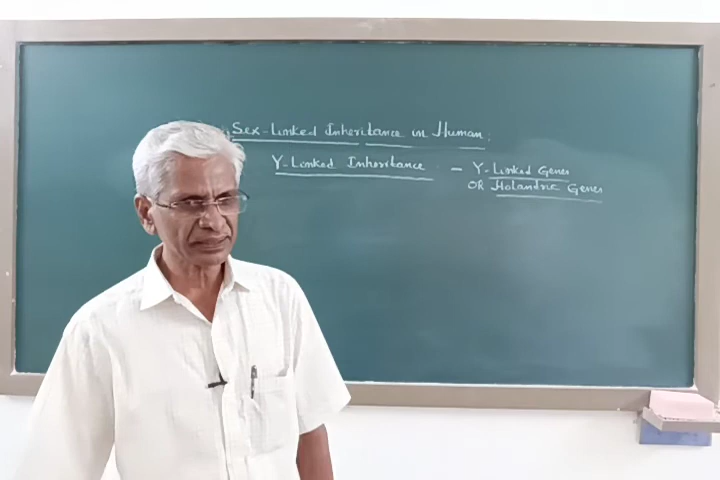 Sex-Linked Inheritance in Human:
Y-Linked Inheritance - Y-Linked Genes
OR Holandric Genes